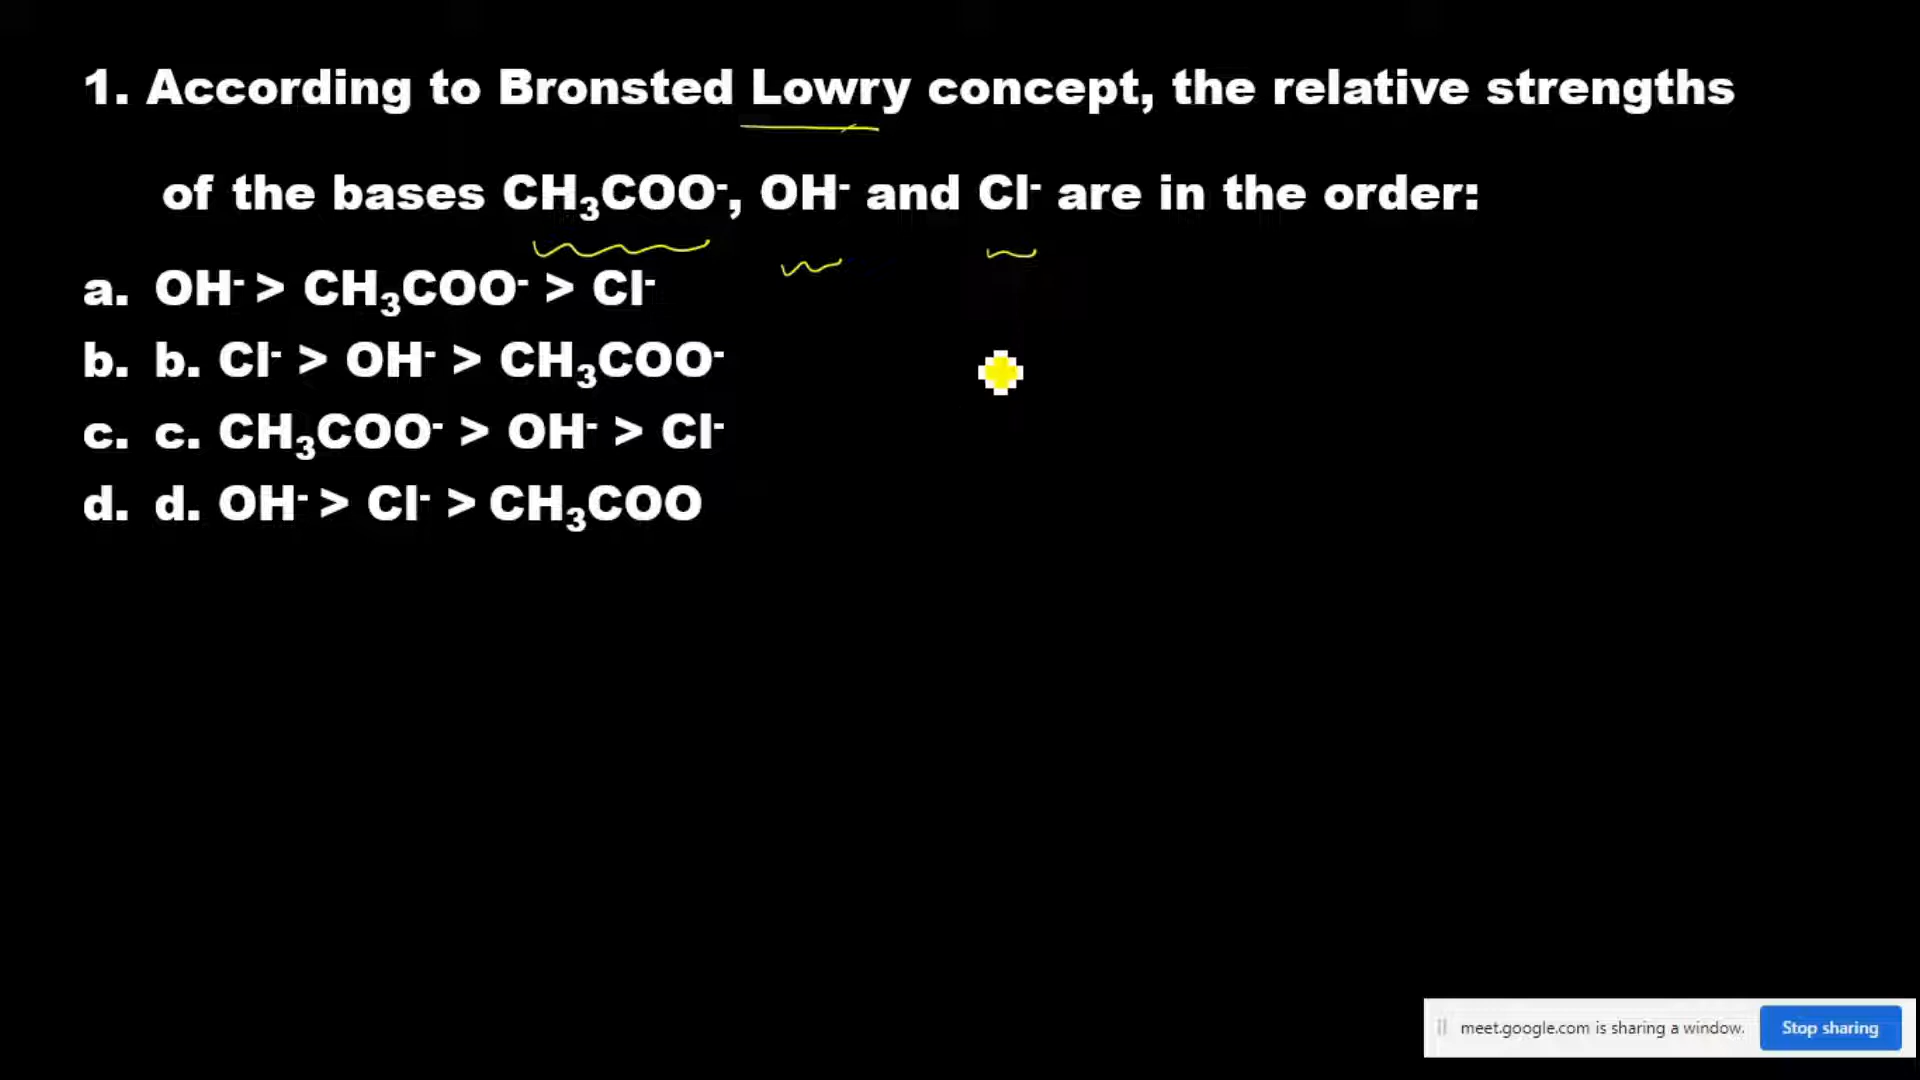 1. According to Bronsted Lowry concept, the relative strengths
of the bases CH₃COO⁻, OH⁻ and Cl⁻ are in the order:
a. OH⁻ > CH₃COO⁻ > Cl⁻
b. b. Cl⁻ > OH⁻ > CH₃COO⁻
c. c. CH₃COO⁻ > OH⁻ > Cl⁻
d. d. OH⁻ > Cl⁻ > CH₃COO
meet.google.com is sharing a window. Stop sharing